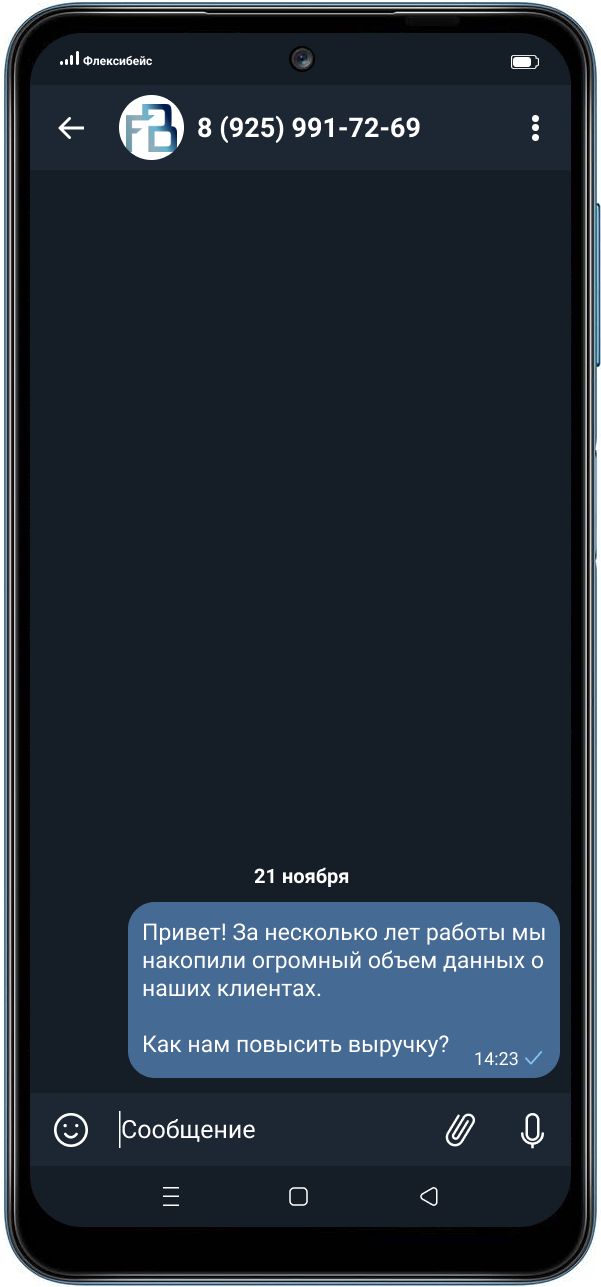 Флексибейс
FB
8 (925) 991-72-69
21 ноября
Привет! За несколько лет работы мы
накопили огромный объем данных о
наших клиентах.
Как нам повысить выручку?
14:23
Сообщение